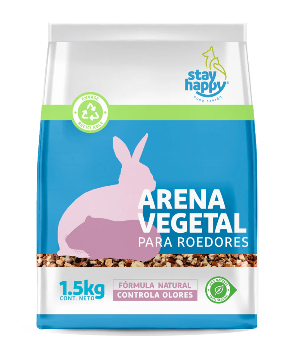 stay
happy
ARENA
VEGETAL
PARA ROEDORES
1.5kg
CONT. NETO
FÓRMULA NATURAL
CONTROLA OLORES